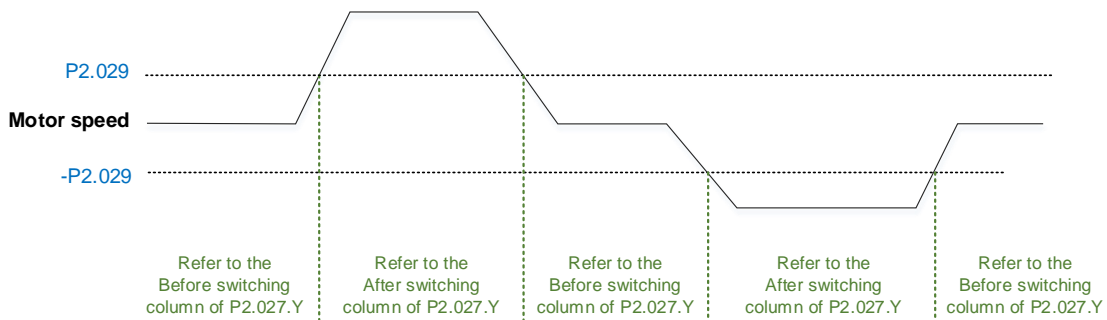 P2.029
Motor speed
-P2.029
Refer to the
Before switching
column of P2.027.Y
Refer to the
After switching
column of P2.027.Y
Refer to the
Before switching
column of P2.027.Y
Refer to the
After switching
column of P2.027.Y
Refer to the
Before switching
column of P2.027.Y